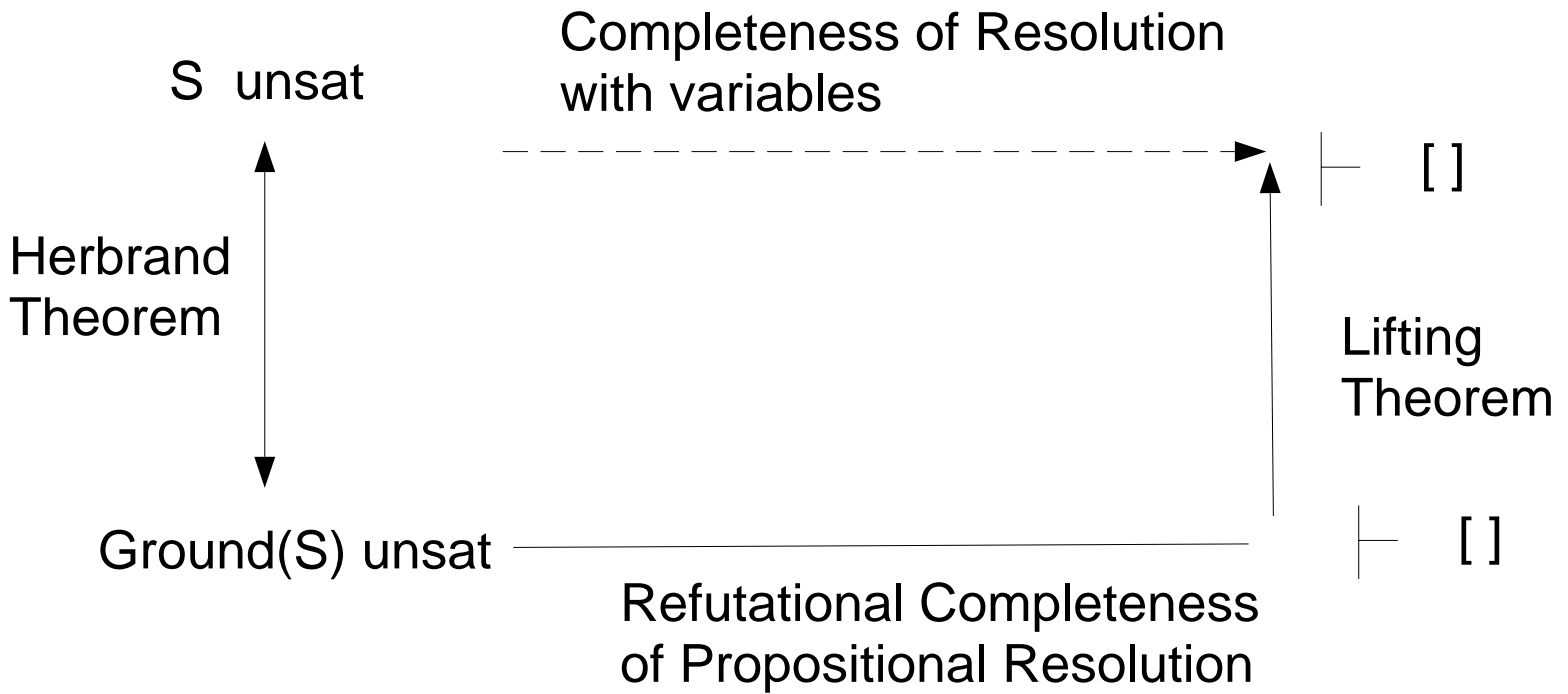 Completeness of Resolution
with variables
S unsat
⊢ [ ]
Herbrand
Theorem
Lifting
Theorem
Ground(S) unsat
⊢ [ ]
Refutational Completeness
of Propositional Resolution